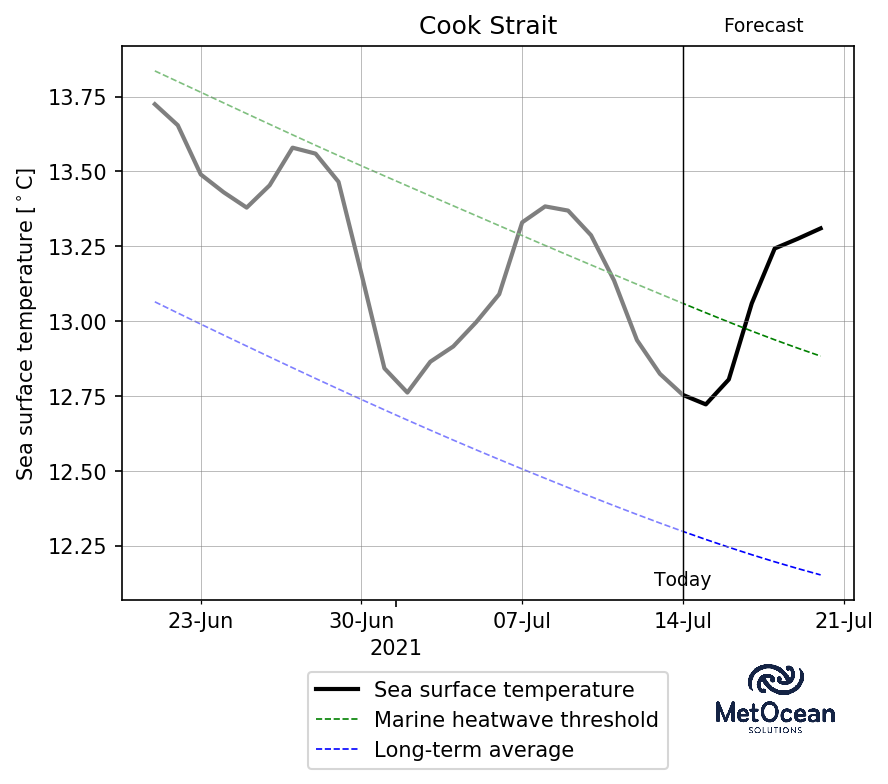 Cook Strait
Forecast
Sea surface temperature [°C]
13.75
13.50
13.25
13.00
12.75
12.50
12.25
Today
23-Jun
30-Jun
07-Jul
14-Jul
21-Jul
2021
Sea surface temperature
Marine heatwave threshold
Long-term average
MetOcean
SOLUTIONS